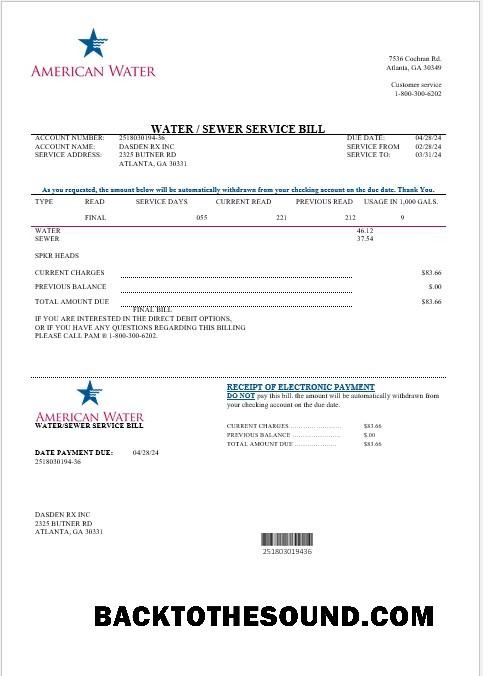 AMERICAN WATER
7536 Cochran Rd.
Atlanta, GA 30349
Customer service
1-800-300-6202
WATER / SEWER SERVICE BILL
ACCOUNT NUMBER: 2518030194-36 DUE DATE: 04/28/24
ACCOUNT NAME: DASDEN RX INC SERVICE FROM 02/28/24
SERVICE ADDRESS: 2325 BUTNER RD SERVICE TO: 03/31/24
ATLANTA, GA 30331
As you requested, the amount below will be automatically withdrawn from your checking account on the due date. Thank You.
TYPE READ SERVICE DAYS CURRENT READ PREVIOUS READ USAGE IN 1,000 GALS.
FINAL 055 221 212 9
WATER 46.12
SEWER 37.54
SPKR HEADS
CURRENT CHARGES $83.66
PREVIOUS BALANCE $.00
TOTAL AMOUNT DUE $83.66
FINAL BILL
IF YOU ARE INTERESTED IN THE DIRECT DEBIT OPTIONS,
OR IF YOU HAVE ANY QUESTIONS REGARDING THIS BILLING
PLEASE CALL PAM ® 1-800-300-6202.
AMERICAN WATER
WATER/SEWER SERVICE BILL
DATE PAYMENT DUE: 04/28/24
2518030194-36
RECEIPT OF ELECTRONIC PAYMENT
DO NOT pay this bill. the amount will be automatically withdrawn from
your checking account on the due date.
CURRENT CHARGES ........................ $83.66
PREVIOUS BALANCE ....................... $.00
TOTAL AMOUNT DUE .................... $83.66
DASDEN RX INC
2325 BUTNER RD
ATLANTA, GA 30331
251803019436
BACKTOTHESOUND.COM